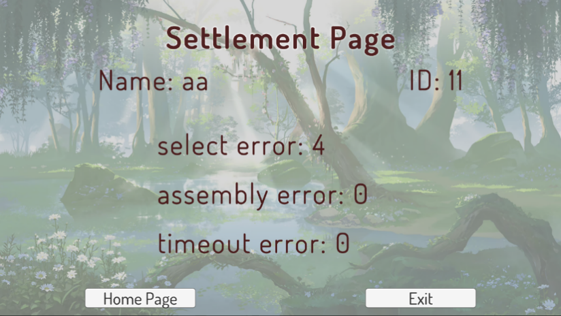 Settlement Page
Name: aa ID: 11
select error: 4
assembly error: 0
timeout error: 0
Home Page Exit